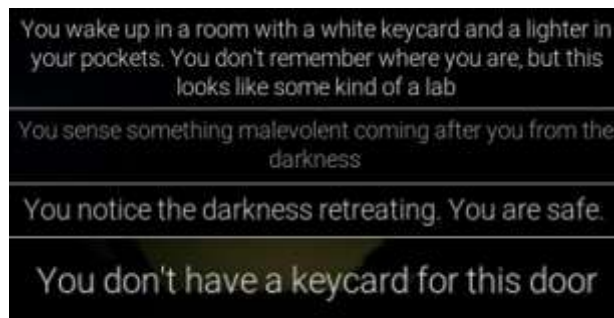 You wake up in a room with a white keycard and a lighter in
your pockets. You don't remember where you are, but this
looks like some kind of a lab
You sense something malevolent coming after you from the
darkness
You notice the darkness retreating. You are safe.
You don't have a keycard for this door